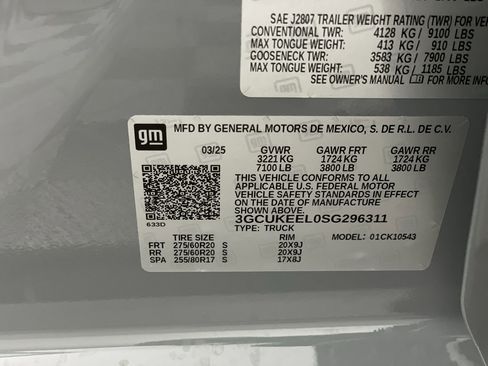 SAE J2807 TRAILER WEIGHT RATING (TWR) FOR VEH
CONVENTIONAL TWR: 4128 KG / 9100 LBS
MAX TONGUE WEIGHT: 413 KG / 910 LBS
GOOSENECK TWR: 3583 KG / 7900 LBS
MAX TONGUE WEIGHT: 538 KG / 1185 LBS
SEE OWNER'S MANUAL FOR MORE INFORM
gm
MFD BY GENERAL MOTORS DE MEXICO, S. DE R.L. DE C.V.
03/25 GVWR GAWR FRT GAWR RR
3221 KG 1724 KG 1724 KG
7100 LB 3800 LB 3800 LB
THIS VEHICLE CONFORMS TO ALL
APPLICABLE U.S. FEDERAL MOTOR
VEHICLE SAFETY STANDARDS IN EFFECT
ON THE DATE OF MANUFACTURE
SHOWN ABOVE.
3GCUKEEL0SG296311
633D
TYPE: TRUCK
TIRE SIZE RIM MODEL: 01CK10543
FRT 275/60R20 S 20X9J
RR 275/60R20 S 20X9J
SPA 255/80R17 S 17X8J